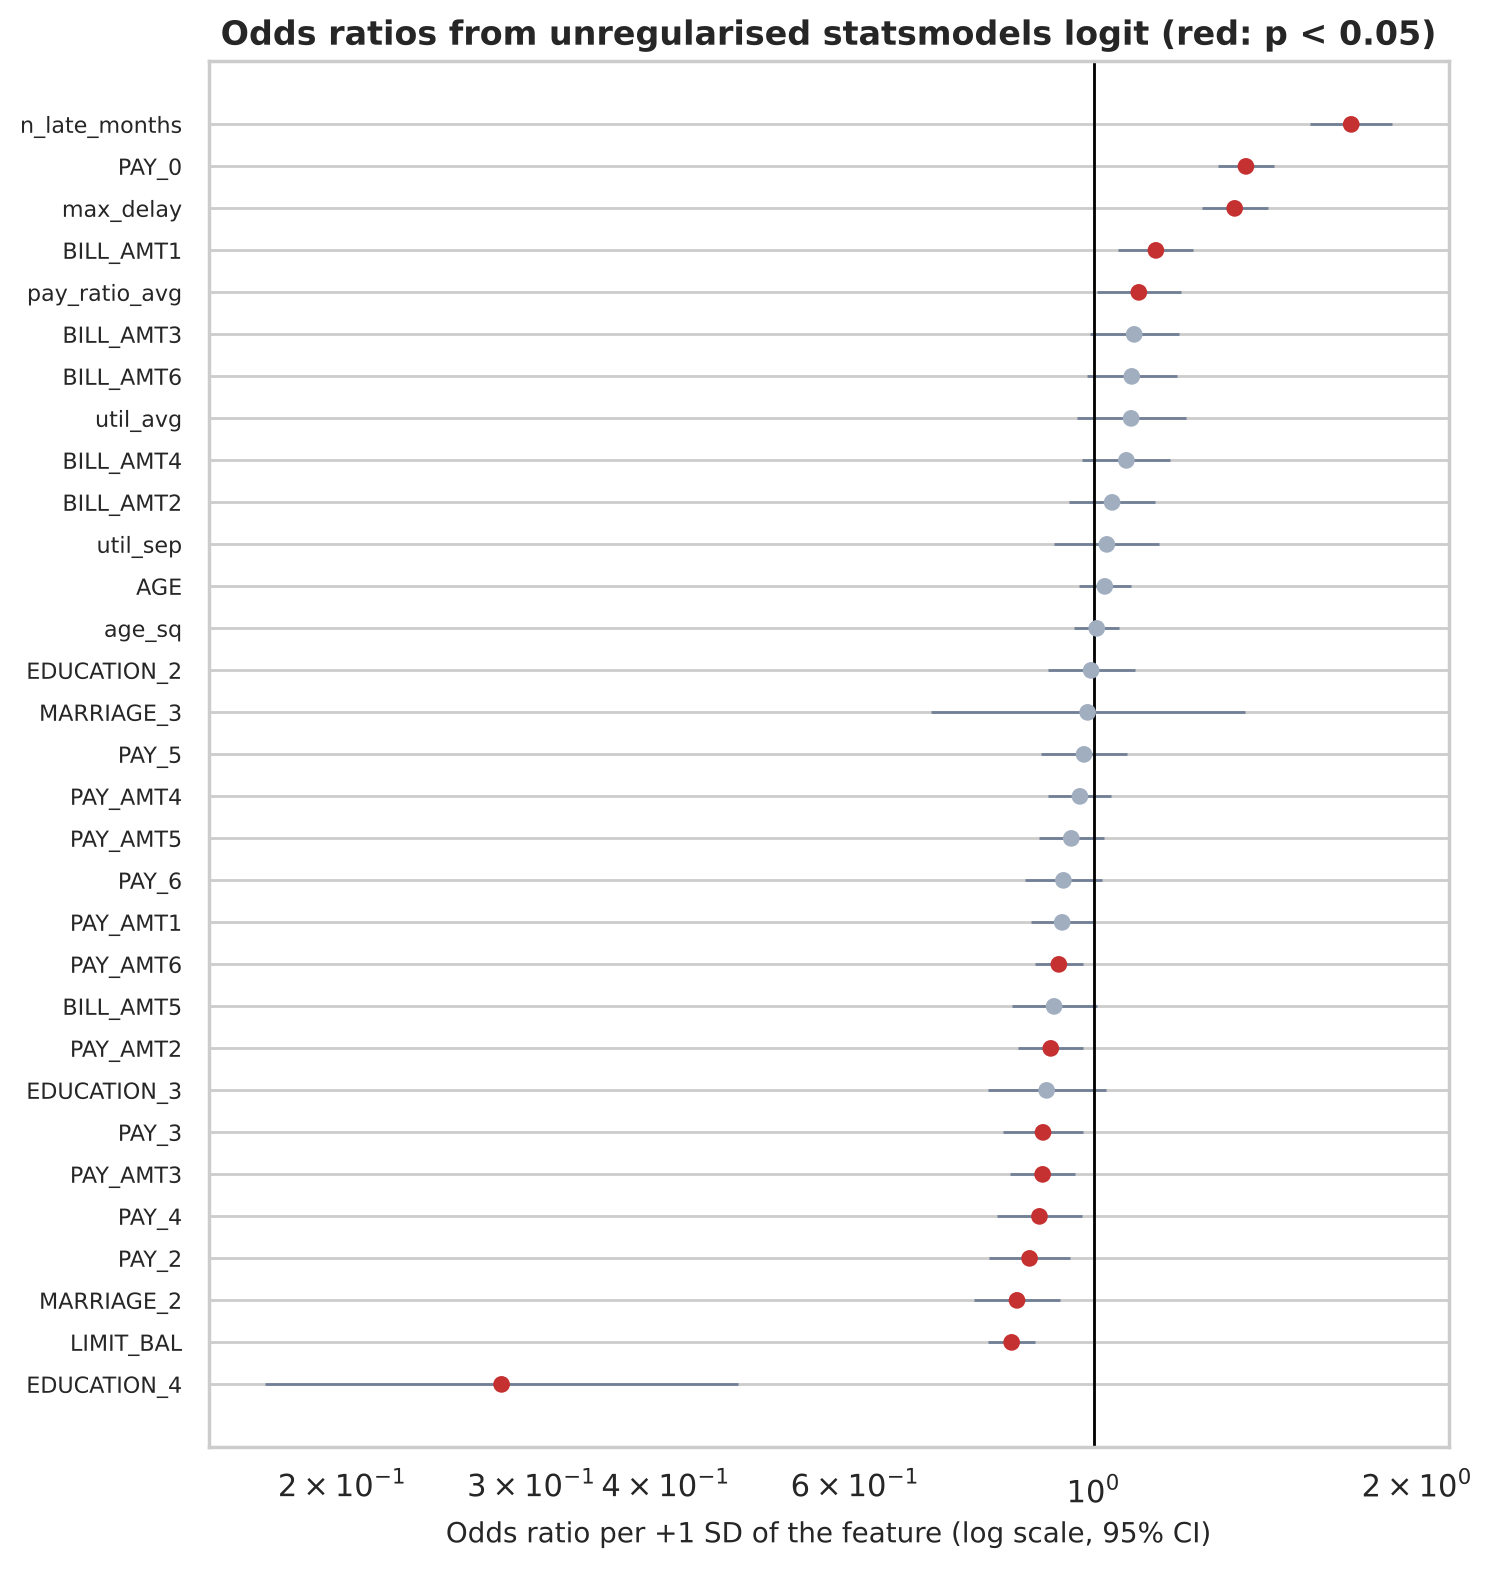 Odds ratios from unregularised statsmodels logit (red: p < 0.05)
n_late_months
PAY_0
max_delay
BILL_AMT1
pay_ratio_avg
BILL_AMT3
BILL_AMT6
util_avg
BILL_AMT4
BILL_AMT2
util_sep
AGE
age_sq
EDUCATION_2
MARRIAGE_3
PAY_5
PAY_AMT4
PAY_AMT5
PAY_6
PAY_AMT1
PAY_AMT6
BILL_AMT5
PAY_AMT2
EDUCATION_3
PAY_3
PAY_AMT3
PAY_4
PAY_2
MARRIAGE_2
LIMIT_BAL
EDUCATION_4
2 × 10⁻¹ 3 × 10⁻¹ 4 × 10⁻¹ 6 × 10⁻¹ 10⁰ 2 × 10⁰
Odds ratio per +1 SD of the feature (log scale, 95% CI)